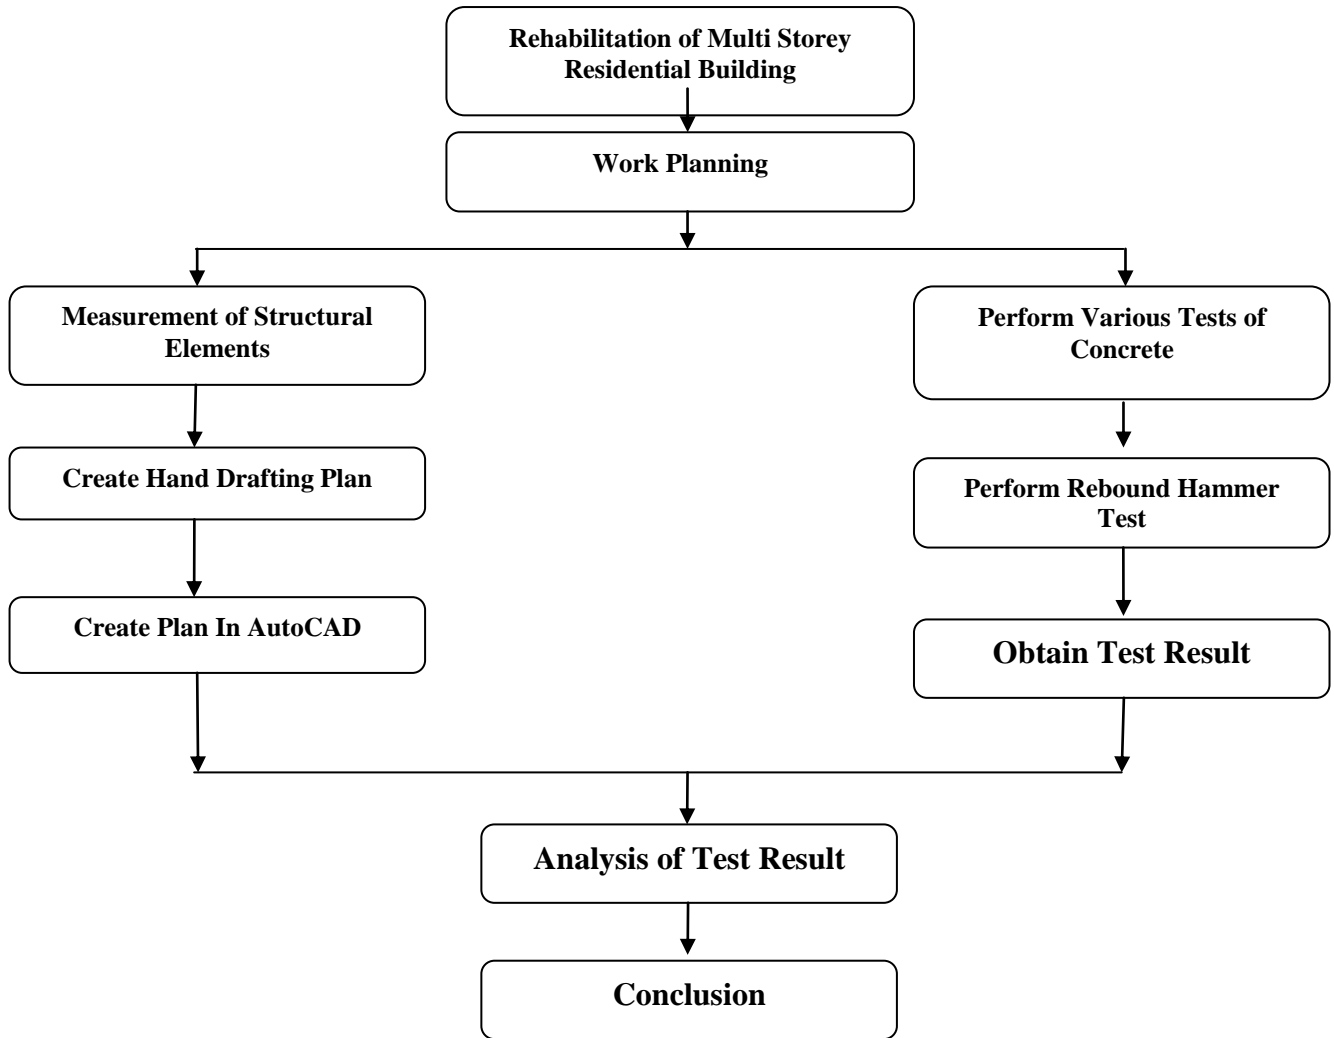 Rehabilitation of Multi Storey
Residential Building
Work Planning
Measurement of Structural
Elements
Create Hand Drafting Plan
Create Plan In AutoCAD
Perform Various Tests of
Concrete
Perform Rebound Hammer
Test
Obtain Test Result
Analysis of Test Result
Conclusion